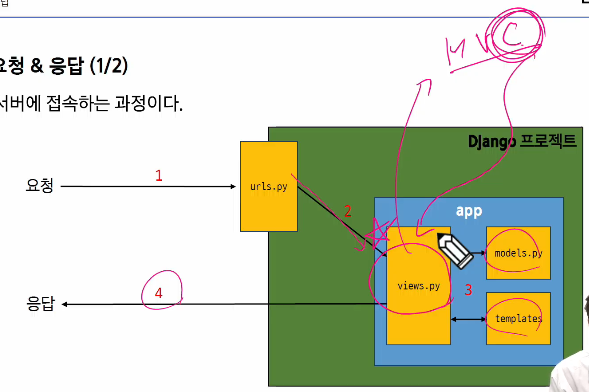 요청 & 응답 (1/2)
서버에 접속하는 과정이다.
MVC
Django 프로젝트
1
urls.py
요청
2
app
models.py
views.py
3
4
응답
templates